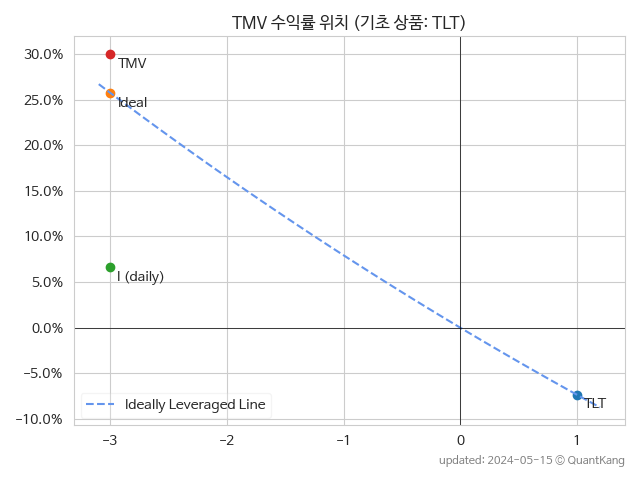 TMV 수익률 위치 (기초 상품: TLT)
30.0%
25.0%
20.0%
15.0%
10.0%
5.0%
0.0%
−5.0%
−10.0%
TMV
Ideal
I (daily)
TLT
Ideally Leveraged Line
−3 −2 −1 0 1
updated: 2024-05-15 © QuantKang